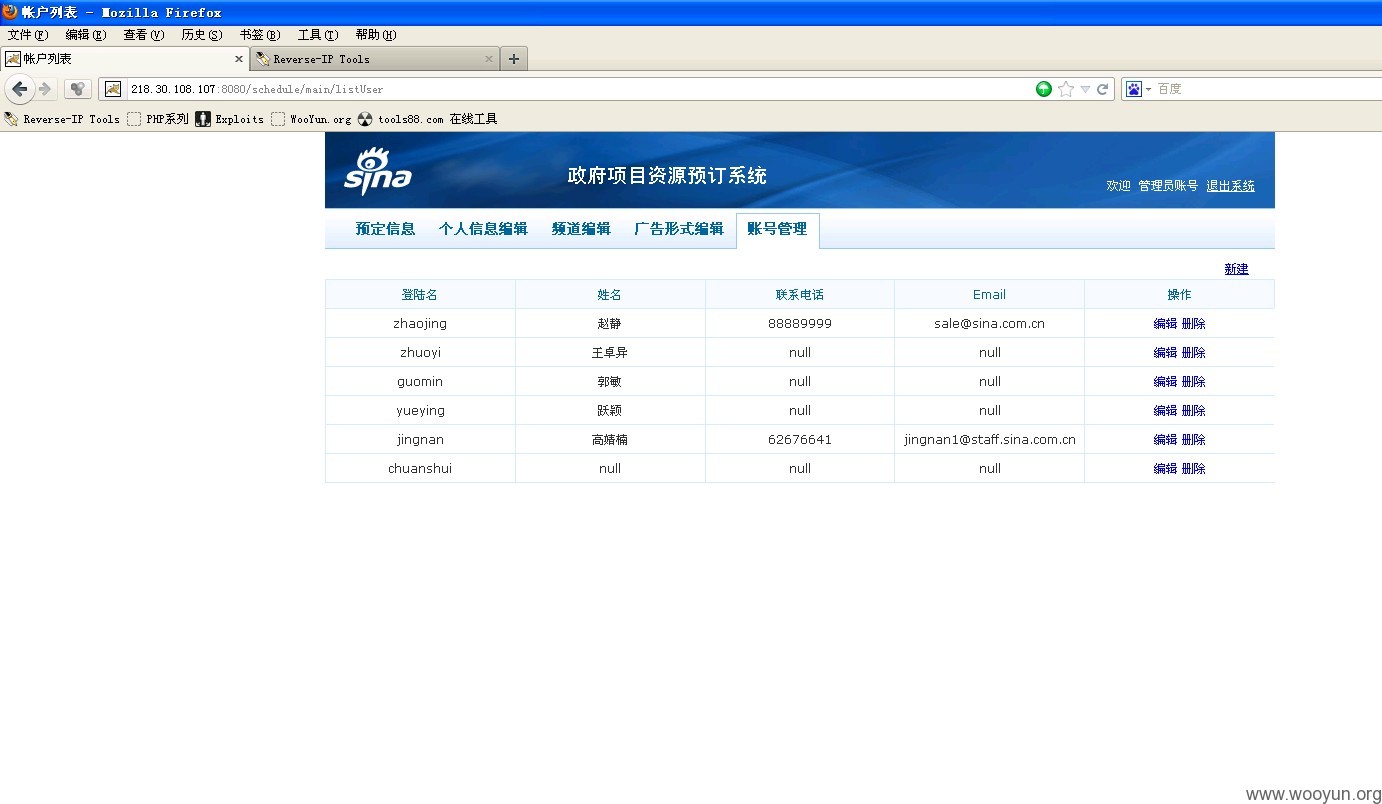 帐户列表 - Mozilla Firefox
文件(F) 编辑(E) 查看(V) 历史(S) 书签(B) 工具(T) 帮助(H)
帐户列表 × Reverse-IP Tools × +
218.30.108.107:8080/schedule/main/listUser 百度
Reverse-IP Tools PHP系列 Exploits WooYun.org tools88.com 在线工具
sina 政府项目资源预订系统 欢迎 管理员账号 退出系统
预定信息 个人信息编辑 频道编辑 广告形式编辑 账号管理
新建
登陆名 姓名 联系电话 Email 操作
zhaojing 赵静 88889999 sale@sina.com.cn 编辑 删除
zhuoyi 王卓异 null null 编辑 删除
guomin 郭敏 null null 编辑 删除
yueying 跃颖 null null 编辑 删除
jingnan 高婧楠 62676641 jingnan1@staff.sina.com.cn 编辑 删除
chuanshui null null null 编辑 删除
www.wooyun.org